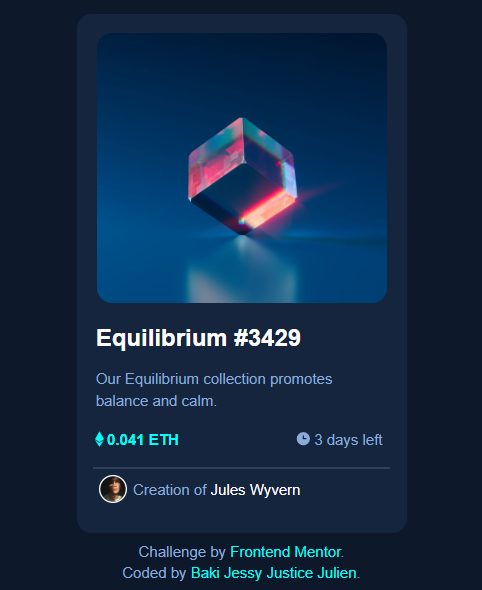 Equilibrium #3429
Our Equilibrium collection promotes
balance and calm.
0.041 ETH 3 days left
Creation of Jules Wyvern
Challenge by Frontend Mentor.
Coded by Baki Jessy Justice Julien.